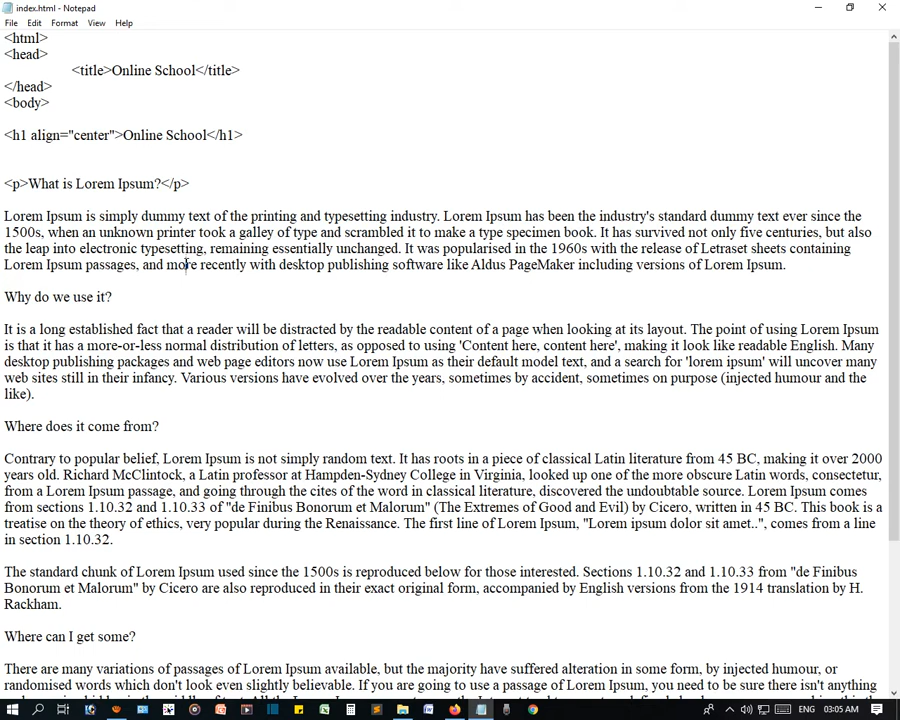 index.html - Notepad
File Edit Format View Help
<html>
<head>
<title>Online School</title>
</head>
<body>
<h1 align="center">Online School</h1>
<p>What is Lorem Ipsum?</p>
Lorem Ipsum is simply dummy text of the printing and typesetting industry. Lorem Ipsum has been the industry's standard dummy text ever since the
1500s, when an unknown printer took a galley of type and scrambled it to make a type specimen book. It has survived not only five centuries, but also
the leap into electronic typesetting, remaining essentially unchanged. It was popularised in the 1960s with the release of Letraset sheets containing
Lorem Ipsum passages, and more recently with desktop publishing software like Aldus PageMaker including versions of Lorem Ipsum.
Why do we use it?
It is a long established fact that a reader will be distracted by the readable content of a page when looking at its layout. The point of using Lorem Ipsum
is that it has a more-or-less normal distribution of letters, as opposed to using 'Content here, content here', making it look like readable English. Many
desktop publishing packages and web page editors now use Lorem Ipsum as their default model text, and a search for 'lorem ipsum' will uncover many
web sites still in their infancy. Various versions have evolved over the years, sometimes by accident, sometimes on purpose (injected humour and the
like).
Where does it come from?
Contrary to popular belief, Lorem Ipsum is not simply random text. It has roots in a piece of classical Latin literature from 45 BC, making it over 2000
years old. Richard McClintock, a Latin professor at Hampden-Sydney College in Virginia, looked up one of the more obscure Latin words, consectetur,
from a Lorem Ipsum passage, and going through the cites of the word in classical literature, discovered the undoubtable source. Lorem Ipsum comes
from sections 1.10.32 and 1.10.33 of "de Finibus Bonorum et Malorum" (The Extremes of Good and Evil) by Cicero, written in 45 BC. This book is a
treatise on the theory of ethics, very popular during the Renaissance. The first line of Lorem Ipsum, "Lorem ipsum dolor sit amet..", comes from a line
in section 1.10.32.
The standard chunk of Lorem Ipsum used since the 1500s is reproduced below for those interested. Sections 1.10.32 and 1.10.33 from "de Finibus
Bonorum et Malorum" by Cicero are also reproduced in their exact original form, accompanied by English versions from the 1914 translation by H.
Rackham.
Where can I get some?
There are many variations of passages of Lorem Ipsum available, but the majority have suffered alteration in some form, by injected humour, or
randomised words which don't look even slightly believable. If you are going to use a passage of Lorem Ipsum, you need to be sure there isn't anything
ENG 03:05 AM